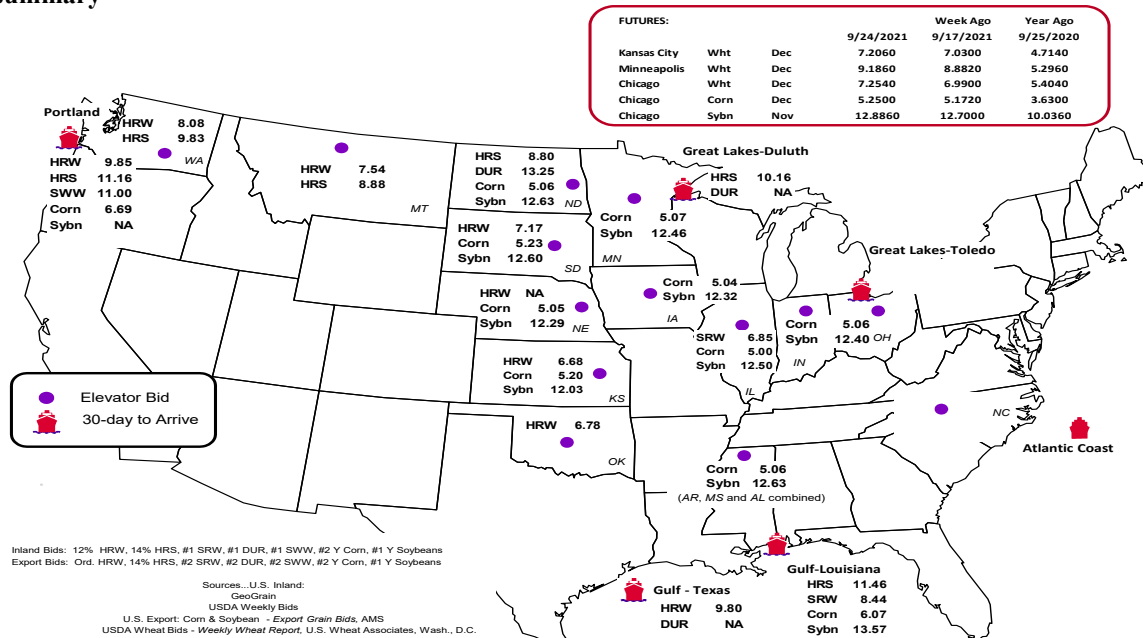 Summary
FUTURES: Week Ago Year Ago
9/24/2021 9/17/2021 9/25/2020
Kansas City Wht Dec 7.2060 7.0300 4.7140
Minneapolis Wht Dec 9.1860 8.8820 5.2960
Chicago Wht Dec 7.2540 6.9900 5.4040
Chicago Corn Dec 5.2500 5.1720 3.6300
Chicago Sybn Nov 12.8860 12.7000 10.0360
Portland
HRW 9.85
HRS 11.16
SWW 11.00
Corn 6.69
Sybn NA
HRW 8.08
HRS 9.83
WA
HRW 7.54
HRS 8.88
MT
HRS 8.80
DUR 13.25
Corn 5.06
Sybn 12.63
ND
HRW 7.17
Corn 5.23
Sybn 12.60
SD
HRW NA
Corn 5.05
Sybn 12.29
NE
HRW 6.68
Corn 5.20
Sybn 12.03
KS
HRW 6.78
OK
Great Lakes-Duluth
HRS 10.16
DUR NA
Corn 5.07
Sybn 12.46
MN
Corn 5.04
Sybn 12.32
IA
SRW 6.85
Corn 5.00
Sybn 12.50
IL
Great Lakes-Toledo
Corn 5.06
Sybn 12.40
IN
OH
NC
Atlantic Coast
Corn 5.06
Sybn 12.63
(AR, MS and AL combined)
Elevator Bid
30-day to Arrive
Gulf - Texas
HRW 9.80
DUR NA
Gulf-Louisiana
HRS 11.46
SRW 8.44
Corn 6.07
Sybn 13.57
Inland Bids: 12% HRW, 14% HRS, #1 SRW, #1 DUR, #1 SWW, #2 Y Corn, #1 Y Soybeans
Export Bids: Ord. HRW, 14% HRS, #2 SRW, #2 DUR, #2 SWW, #2 Y Corn, #1 Y Soybeans
Sources...U.S. Inland:
GeoGrain
USDA Weekly Bids
U.S. Export: Corn & Soybean - Export Grain Bids, AMS
USDA Wheat Bids - Weekly Wheat Report, U.S. Wheat Associates, Wash., D.C.